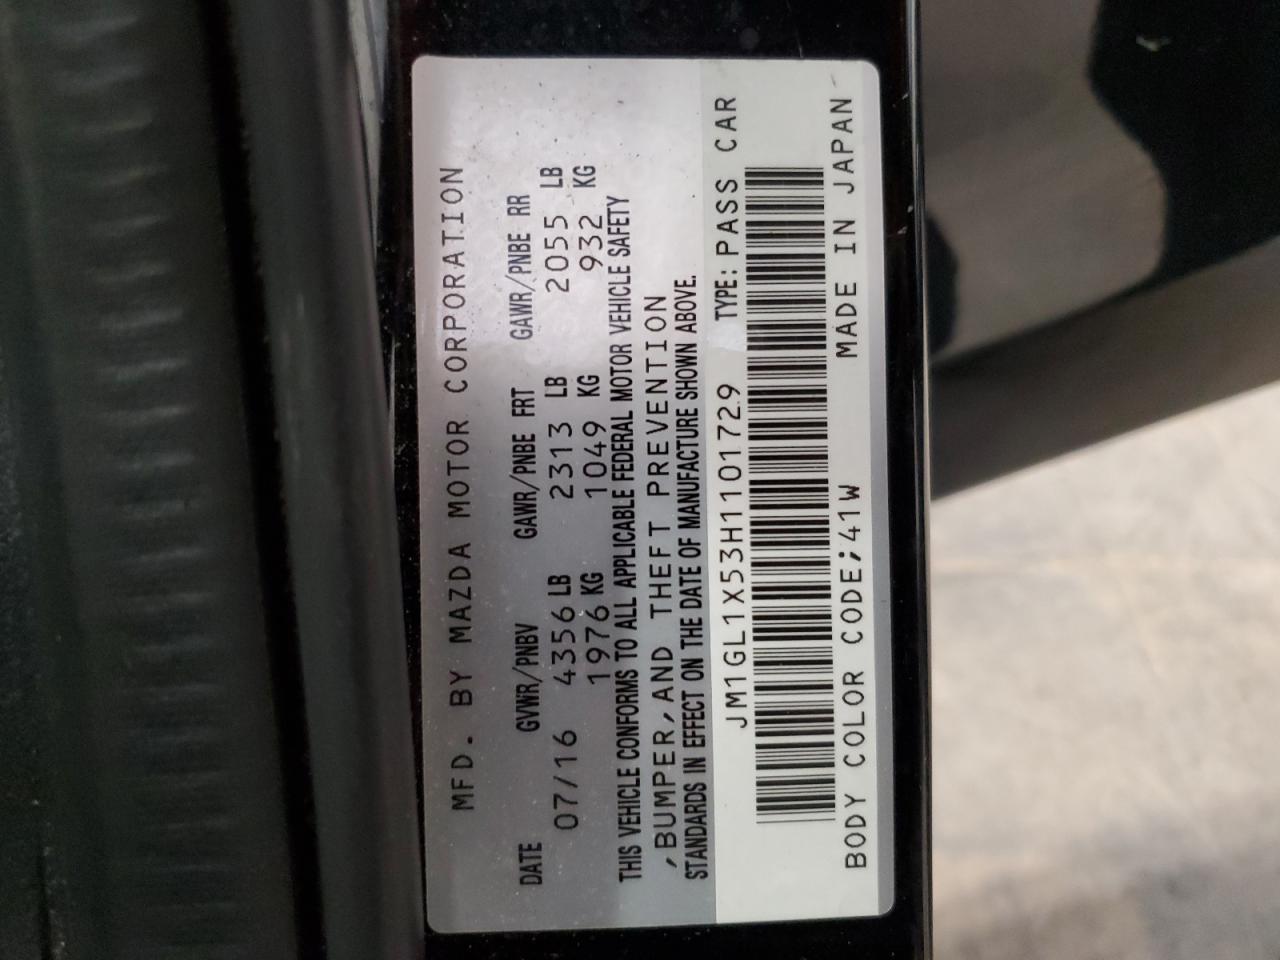 MFD. BY MAZDA MOTOR CORPORATION
DATE GVWR/PNBV GAWR/PNBE FRT GAWR/PNBE RR
07/16 4356 LB 2313 LB 2055 LB
1976 KG 1049 KG 932 KG
THIS VEHICLE CONFORMS TO ALL APPLICABLE FEDERAL MOTOR VEHICLE SAFETY
,BUMPER,AND THEFT PREVENTION
STANDARDS IN EFFECT ON THE DATE OF MANUFACTURE SHOWN ABOVE.
JM1GL1X53H1101729 TYPE: PASS CAR
BODY COLOR CODE;41W MADE IN JAPAN